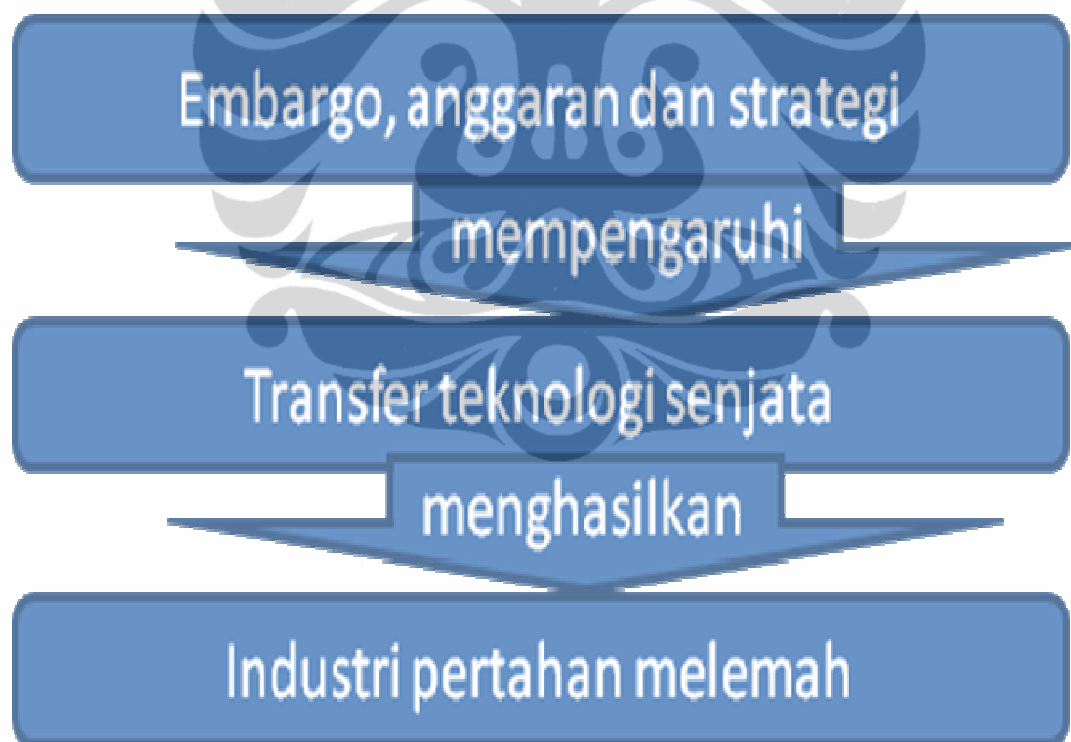 Embargo, anggaran dan strategi
mempengaruhi
Transfer teknologi senjata
menghasilkan
Industri pertahan melemah